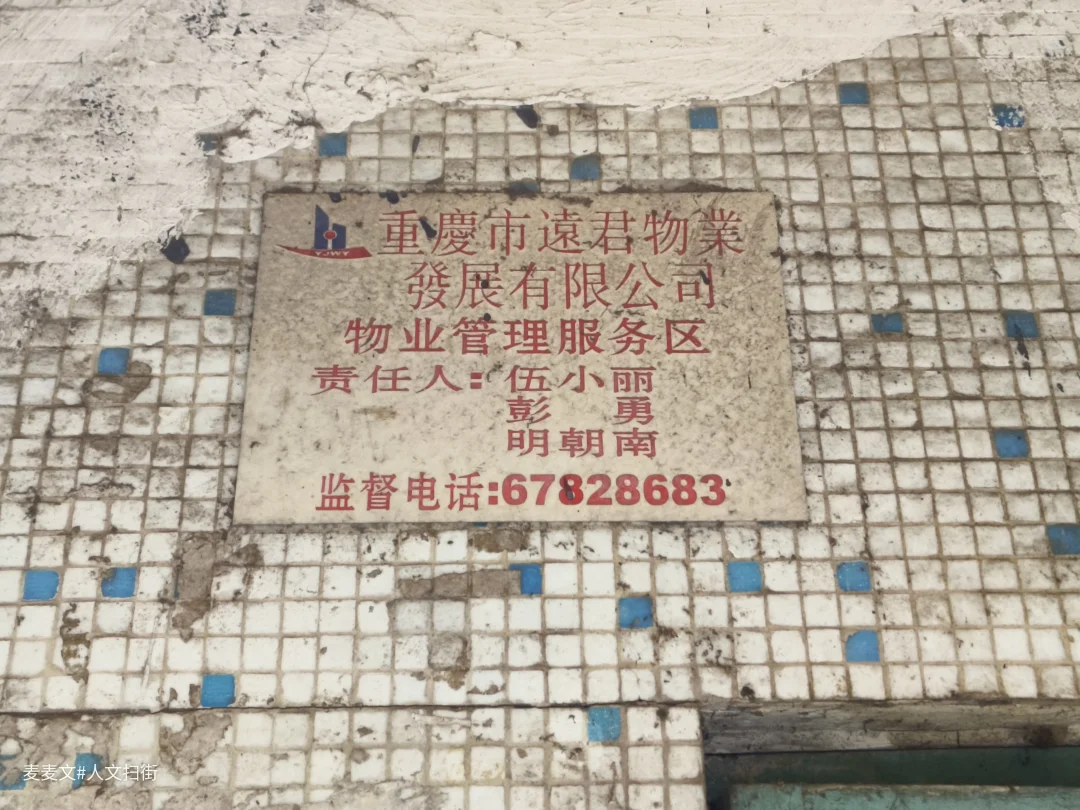 YJWY
重慶市遠君物業
發展有限公司
物业管理服务区
责任人:伍小丽
彭 勇
明朝南
监督电话:67828683
麦麦文#人文扫街